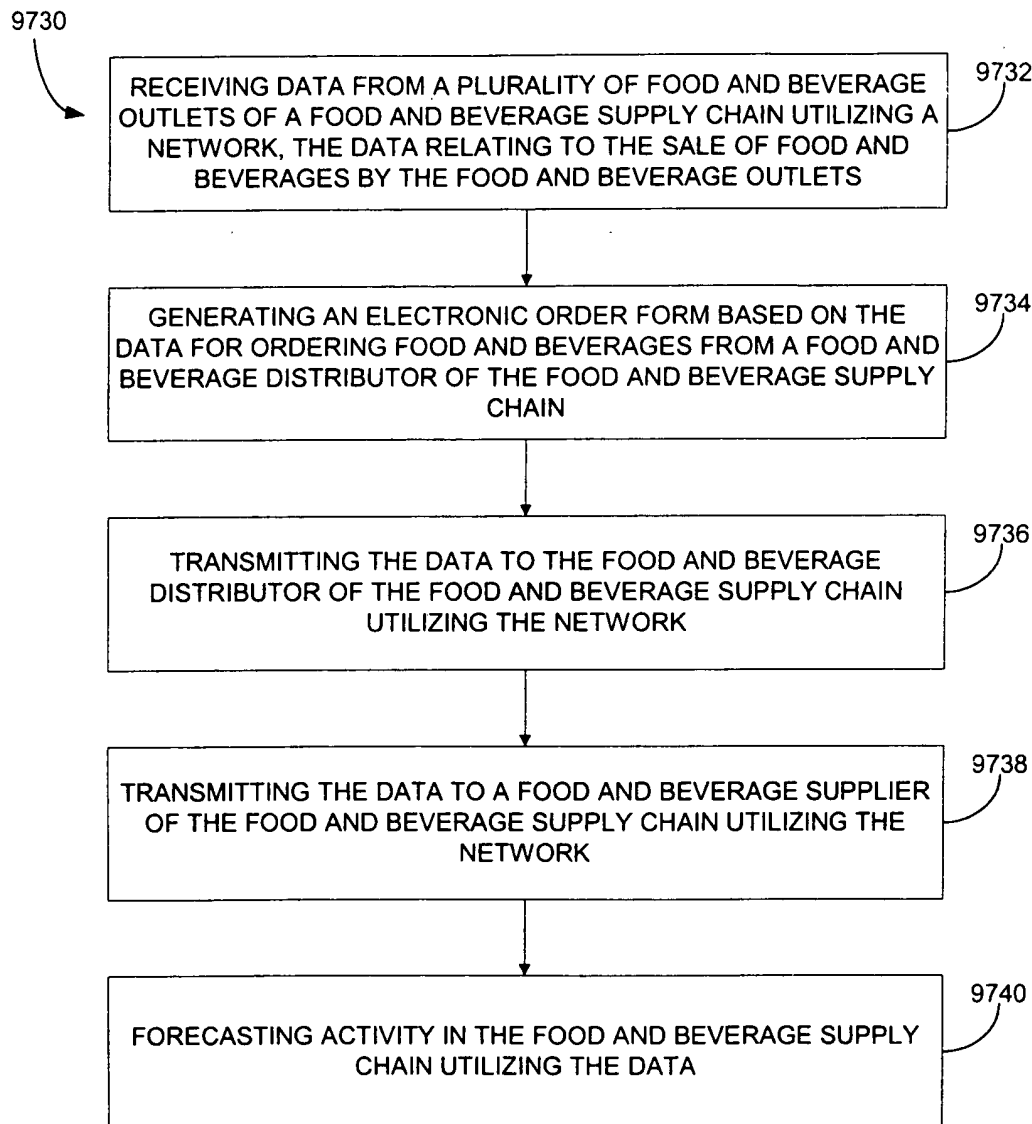 9730
9732
RECEIVING DATA FROM A PLURALITY OF FOOD AND BEVERAGE
OUTLETS OF A FOOD AND BEVERAGE SUPPLY CHAIN UTILIZING A
NETWORK, THE DATA RELATING TO THE SALE OF FOOD AND
BEVERAGES BY THE FOOD AND BEVERAGE OUTLETS
9734
GENERATING AN ELECTRONIC ORDER FORM BASED ON THE
DATA FOR ORDERING FOOD AND BEVERAGES FROM A FOOD AND
BEVERAGE DISTRIBUTOR OF THE FOOD AND BEVERAGE SUPPLY
CHAIN
9736
TRANSMITTING THE DATA TO THE FOOD AND BEVERAGE
DISTRIBUTOR OF THE FOOD AND BEVERAGE SUPPLY CHAIN
UTILIZING THE NETWORK
9738
TRANSMITTING THE DATA TO A FOOD AND BEVERAGE SUPPLIER
OF THE FOOD AND BEVERAGE SUPPLY CHAIN UTILIZING THE
NETWORK
9740
FORECASTING ACTIVITY IN THE FOOD AND BEVERAGE SUPPLY
CHAIN UTILIZING THE DATA